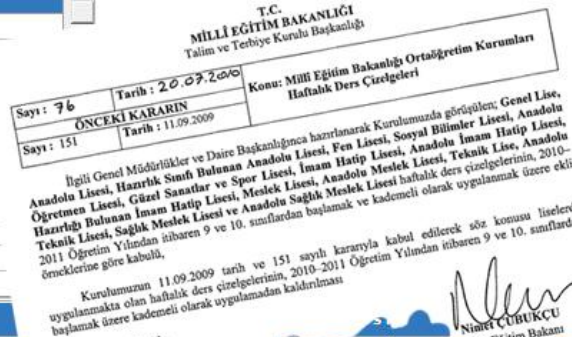 T.C.
MİLLÎ EĞİTİM BAKANLIĞI
Talim ve Terbiye Kurulu Başkanlığı
Sayı : 76
Tarih : 20.07.2010
Konu: Millî Eğitim Bakanlığı Ortaöğretim Kurumları
Haftalık Ders Çizelgeleri
ÖNCEKİ KARARIN
Sayı : 151
Tarih : 11.09.2009
İlgili Genel Müdürlükler ve Daire Başkanlığınca hazırlanarak Kurulumuzda görüşülen; Genel Lise,
Anadolu Lisesi, Hazırlık Sınıfı Bulunan Anadolu Lisesi, Fen Lisesi, Sosyal Bilimler Lisesi, Anadolu
Öğretmen Lisesi, Güzel Sanatlar ve Spor Lisesi, İmam Hatip Lisesi, Anadolu İmam Hatip Lisesi,
Hazırlığı Bulunan İmam Hatip Lisesi, Meslek Lisesi, Anadolu Meslek Lisesi, Teknik Lise, Anadolu
Teknik Lisesi, Sağlık Meslek Lisesi ve Anadolu Sağlık Meslek Lisesi haftalık ders çizelgelerinin, 2010–
2011 Öğretim Yılından itibaren 9 ve 10. sınıflardan başlamak ve kademeli olarak uygulanmak üzere ekli
örneklerine göre kabulü,
Kurulumuzun 11.09.2009 tarih ve 151 sayılı kararıyla kabul edilerek söz konusu liselerde
uygulanmakta olan haftalık ders çizelgelerinin, 2010–2011 Öğretim Yılından itibaren 9 ve 10. sınıflard
başlamak üzere kademeli olarak uygulamadan kaldırılması
Nimet ÇUBUKÇU
Eğitim Bakanı